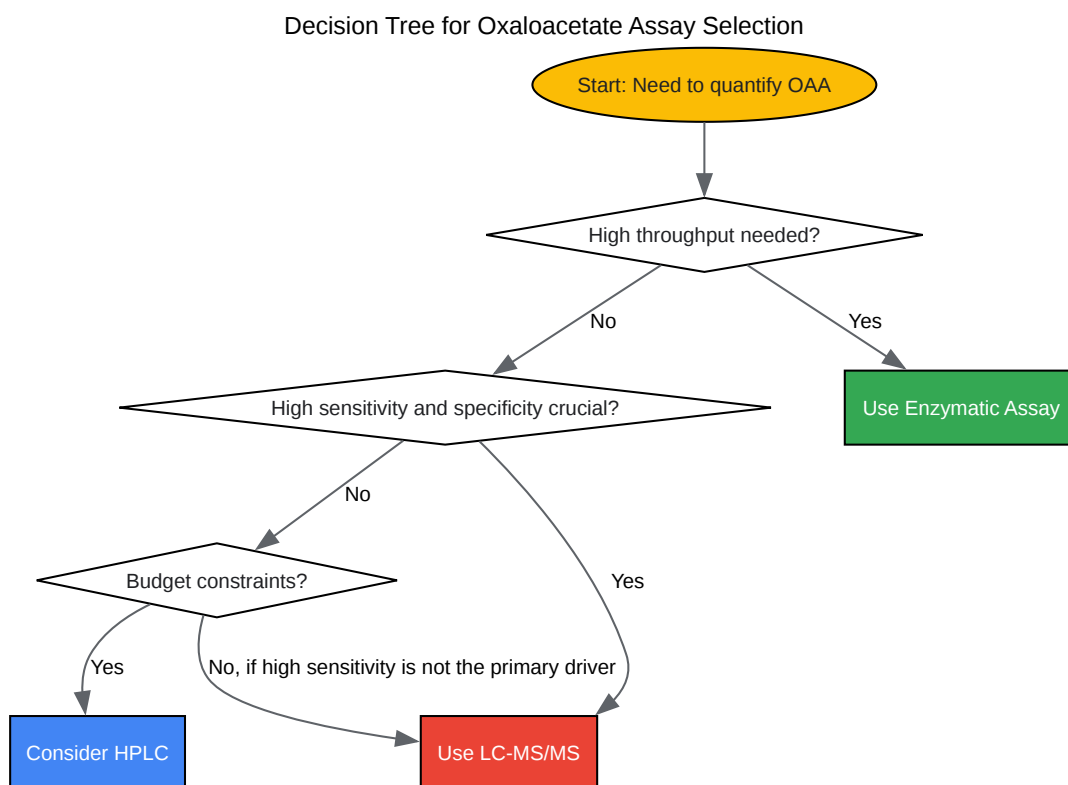 Decision Tree for Oxaloacetate Assay Selection
Start: Need to quantify OAA
High throughput needed?
No
Yes
High sensitivity and specificity crucial?
Use Enzymatic Assay
No
Budget constraints?
Yes
Yes
No, if high sensitivity is not the primary driver
Consider HPLC
Use LC-MS/MS